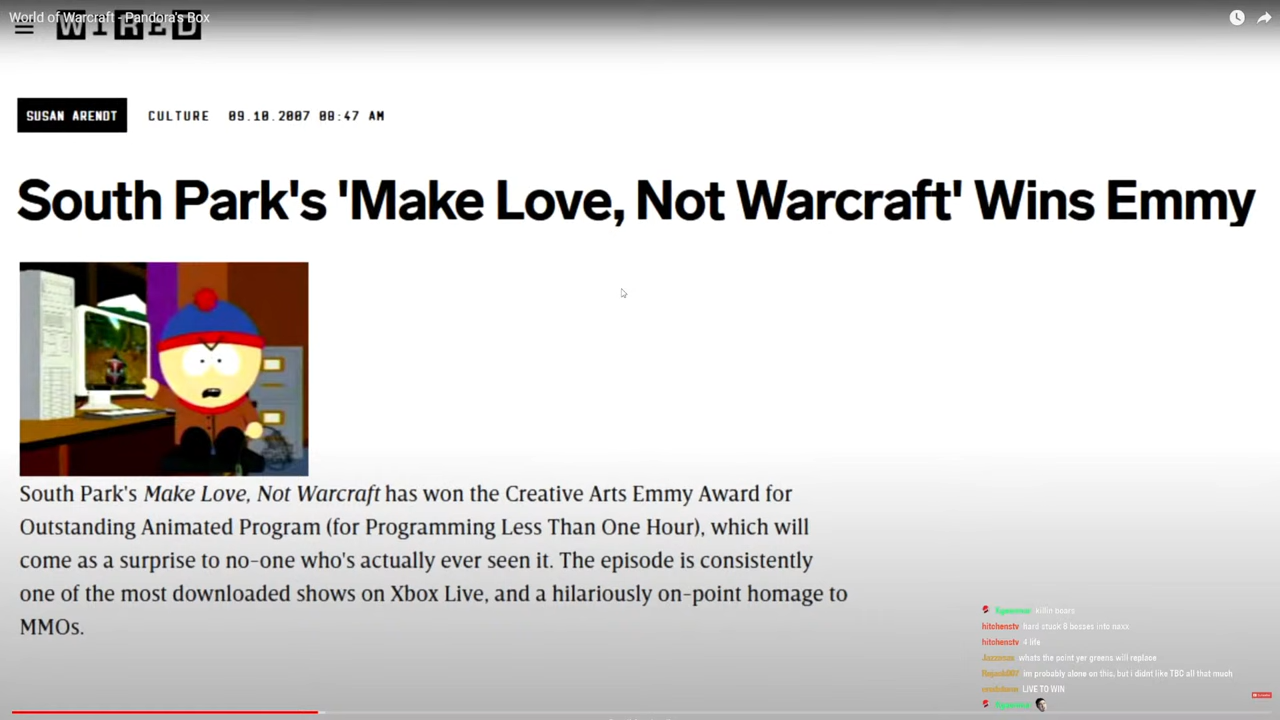 World of Warcraft - Pandora's Box
WIRED
SUSAN ARENDT CULTURE 09.10.2007 08:47 AM
South Park's 'Make Love, Not Warcraft' Wins Emmy
South Park's Make Love, Not Warcraft has won the Creative Arts Emmy Award for
Outstanding Animated Program (for Programming Less Than One Hour), which will
come as a surprise to no-one who's actually ever seen it. The episode is consistently
one of the most downloaded shows on Xbox Live, and a hilariously on-point homage to
MMOs.
killin boars
hitchenstv hard stuck 8 bosses into naxx
hitchenstv 4 life
whats the point yer greens will replace
im probably alone on this, but i didnt like TBC all that much
LIVE TO WIN